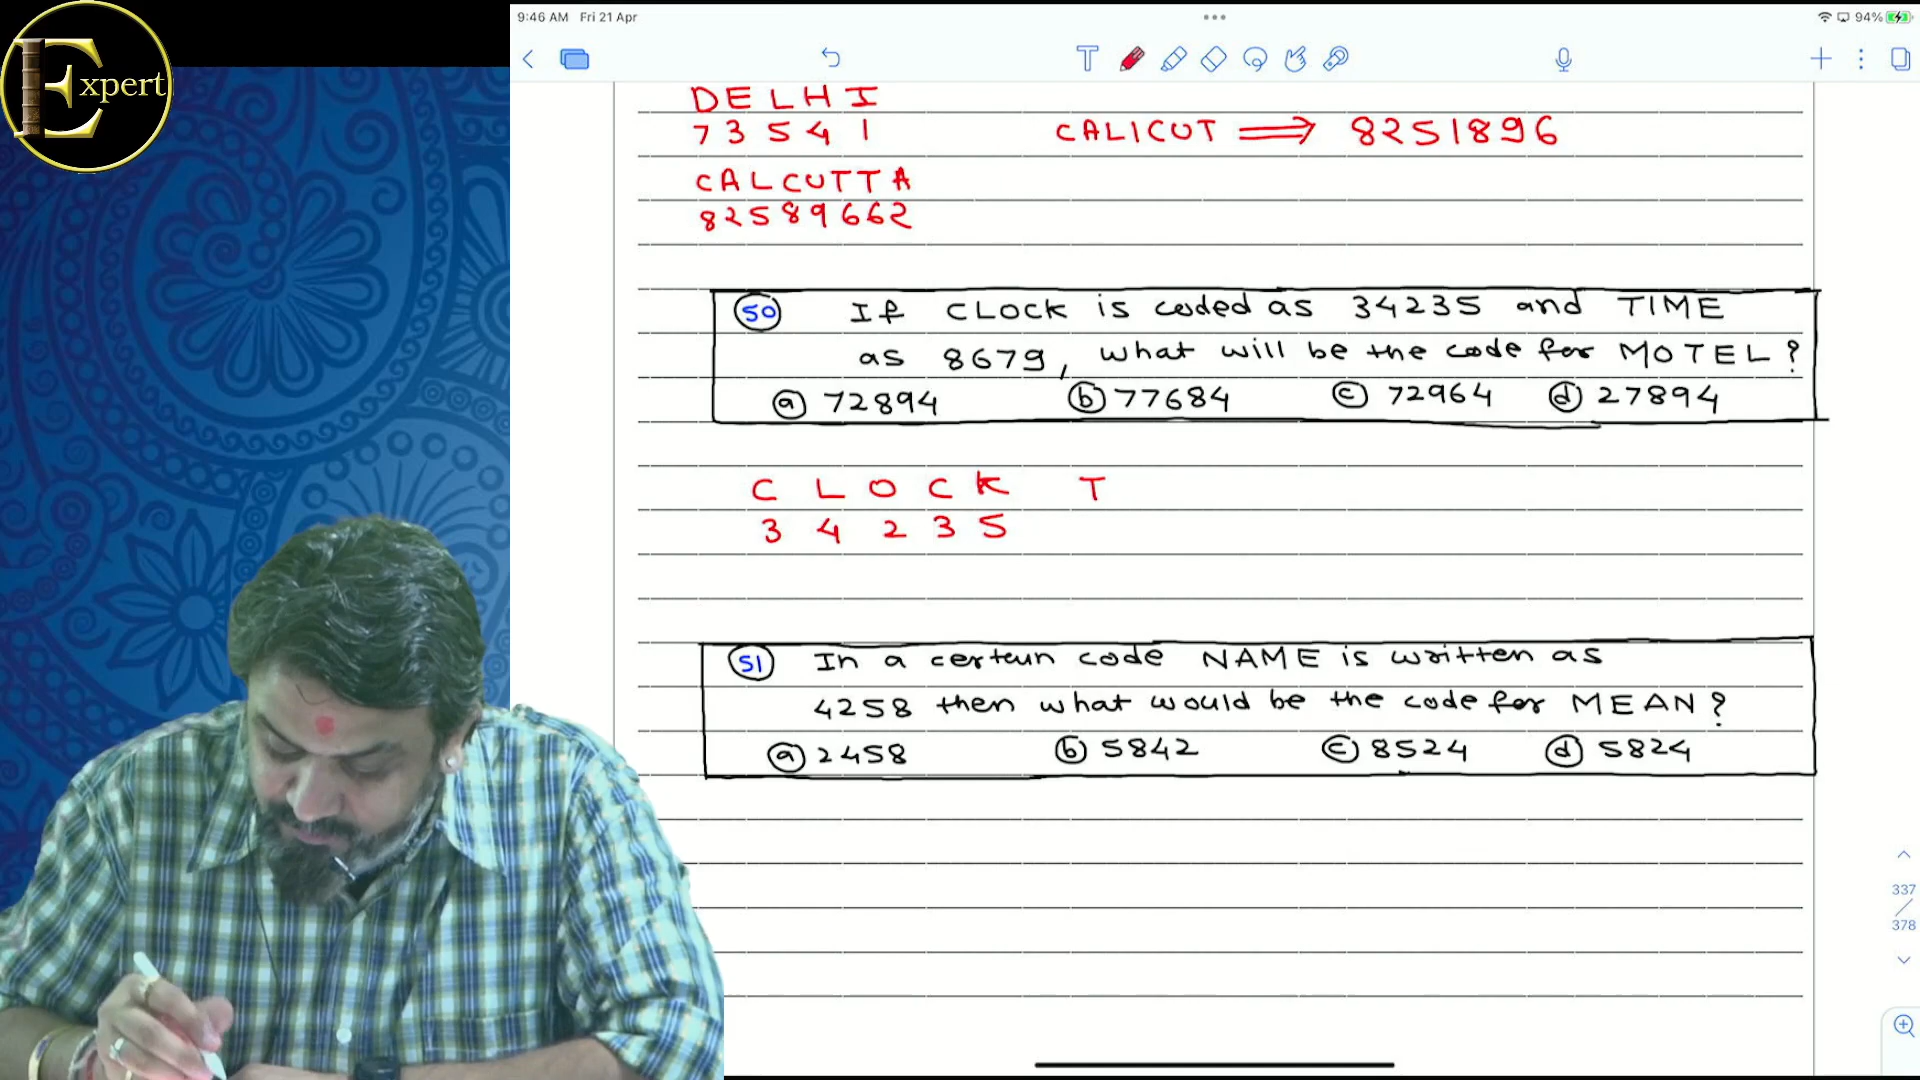 Expert
9:46 AM Fri 21 Apr
94%
DELHI
73541
CALICUT ⟹ 8251896
CALCUTTA
82589662
50 If CLOCK is coded as 34235 and TIME
as 8679, what will be the code for MOTEL?
(a) 72894 (b) 77684 (c) 72964 (d) 27894
C L O C K T
3 4 2 3 5
51 In a certain code NAME is written as
4258 then what would be the code for MEAN?
(a) 2458 (b) 5842 (c) 8524 (d) 5824
337
378